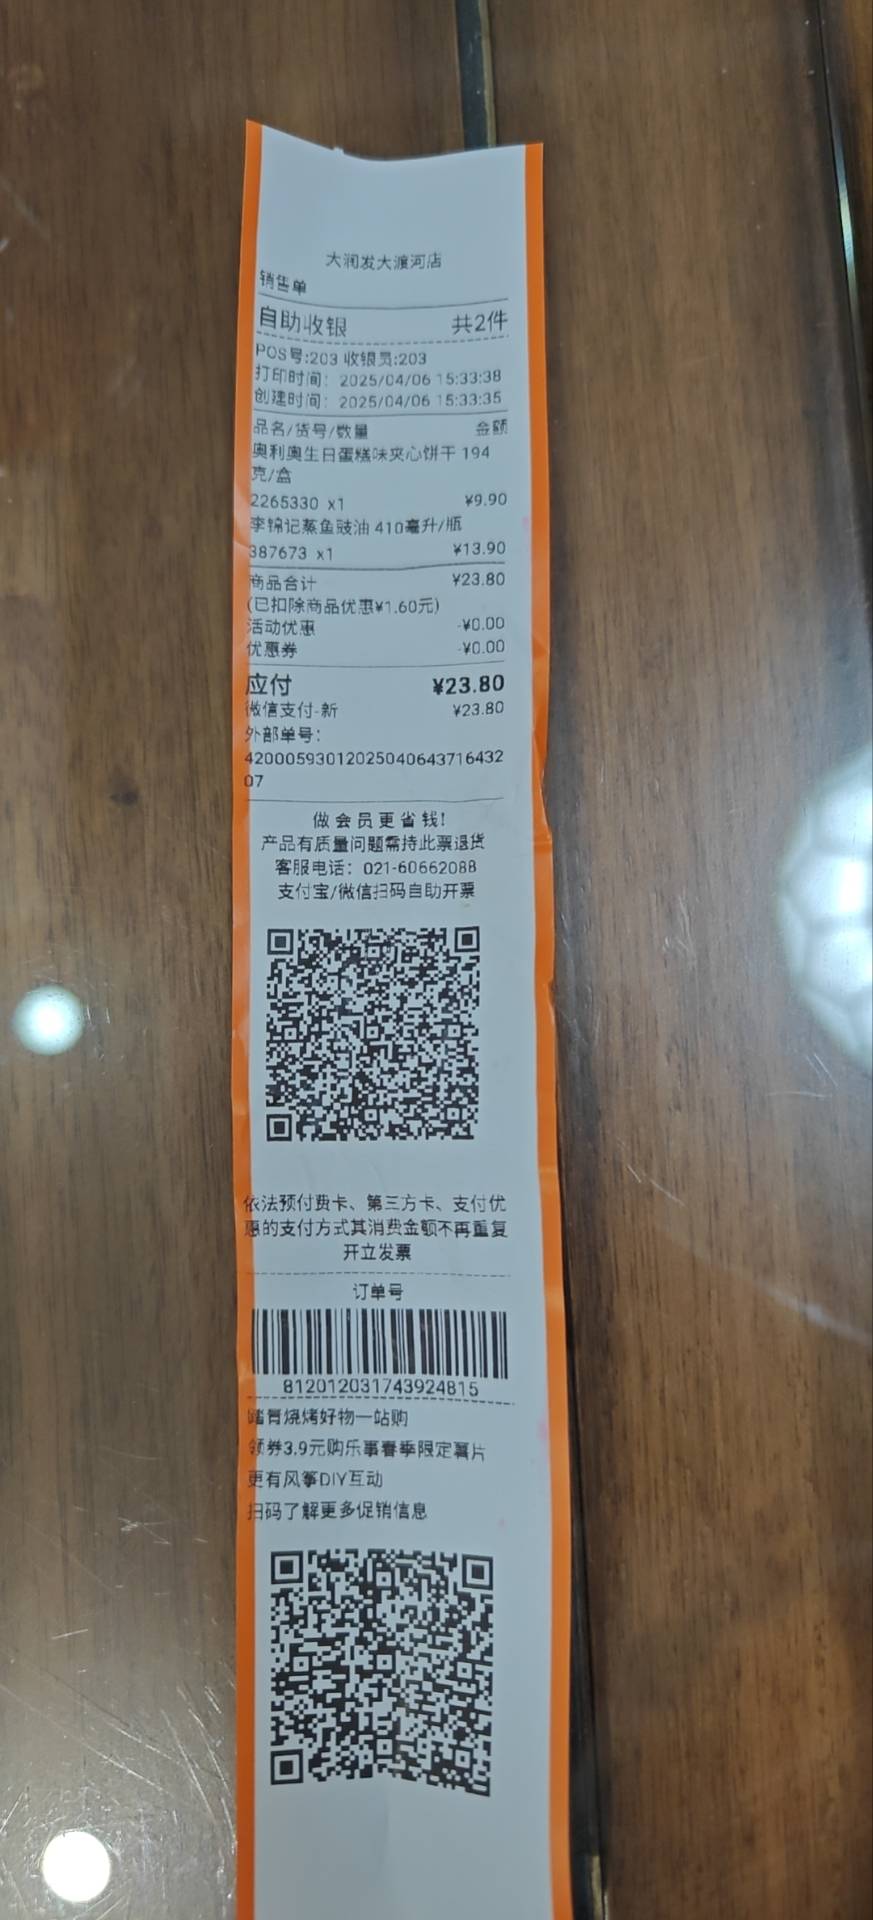 大润发大渡河店
销售单
自助收银 共2件
POS号:203 收银员:203
打印时间: 2025/04/06 15:33:38
创建时间: 2025/04/06 15:33:35
品名/货号/数量 金额
奥利奥生日蛋糕味夹心饼干 194
克/盒
2265330 x1 ¥9.90
李锦记蒸鱼豉油 410毫升/瓶
387673 x1 ¥13.90
商品合计 ¥23.80
(已扣除商品优惠¥1.60元)
活动优惠 -¥0.00
优惠券 -¥0.00
应付 ¥23.80
微信支付-新 ¥23.80
外部单号:
42000593012025040643716432
07
做会员更省钱!
产品有质量问题需持此票退货
客服电话: 021-60662088
支付宝/微信扫码自助开票
依法预付费卡、第三方卡、支付优
惠的支付方式其消费金额不再重复
开立发票
订单号
812012031743924815
踏青烧烤好物一站购
领券3.9元购乐事春季限定薯片
更有风筝DIY互动
扫码了解更多促销信息